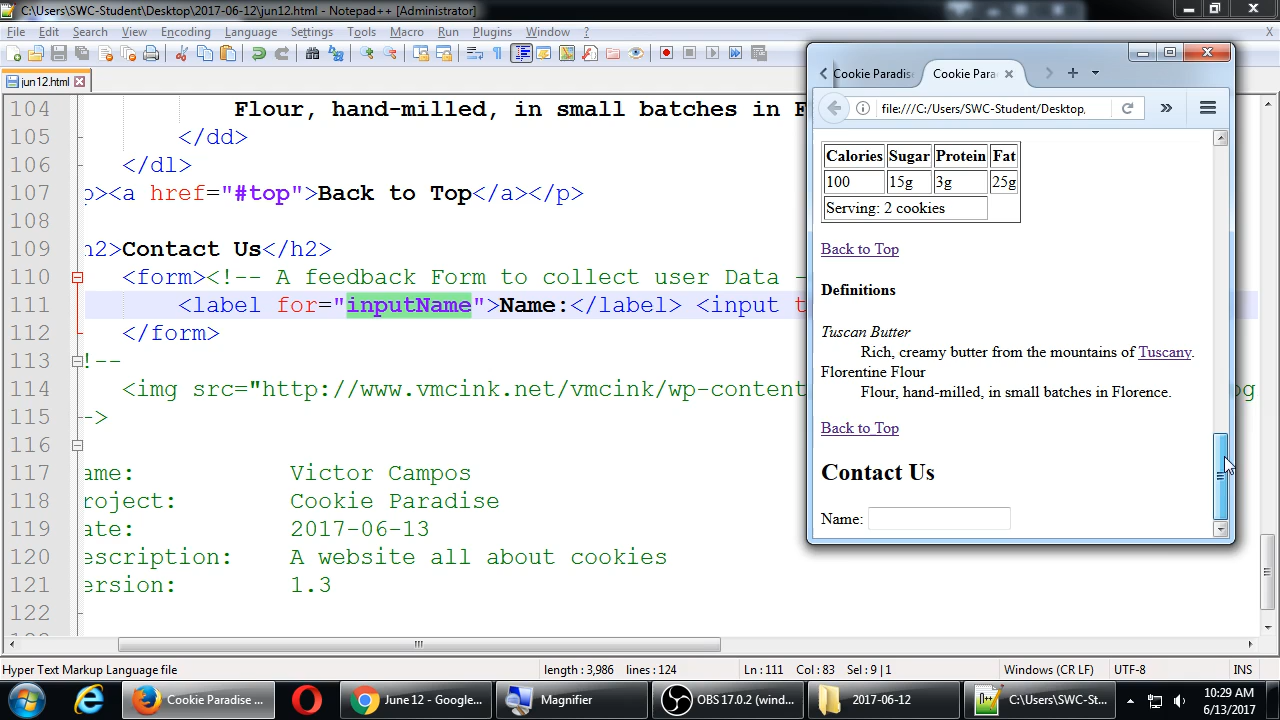 C:\Users\SWC-Student\Desktop\2017-06-12\jun12.html - Notepad++ [Administrator]
File Edit Search View Encoding Language Settings Tools Macro Run Plugins Window ? X
jun12.html
104 Flour, hand-milled, in small batches in F
105 </dd>
106 </dl>
107 p><a href="#top">Back to Top</a></p>
108
109 h2>Contact Us</h2>
110 <form><!-- A feedback Form to collect user Data -
111 <label for="inputName">Name:</label> <input t
112 </form>
113 !--
114 <img src="http://www.vmcink.net/vmcink/wp-content og
115 -->
116
117 ame: Victor Campos
118 roject: Cookie Paradise
119 ate: 2017-06-13
120 escription: A website all about cookies
121 ersion: 1.3
122
Cookie Paradis
Cookie Para
file:///C:/Users/SWC-Student/Desktop,
Calories Sugar Protein Fat
100 15g 3g 25g
Serving: 2 cookies
Back to Top
Definitions
Tuscan Butter
Rich, creamy butter from the mountains of Tuscany.
Florentine Flour
Flour, hand-milled, in small batches in Florence.
Back to Top
Contact Us
Name:
Hyper Text Markup Language file length : 3,986 lines : 124 Ln : 111 Col : 83 Sel : 9 | 1 Windows (CR LF) UTF-8 INS
Cookie Paradise ...
June 12 - Google...
Magnifier
OBS 17.0.2 (wind...
2017-06-12
C:\Users\SWC-St...
10:29 AM
6/13/2017